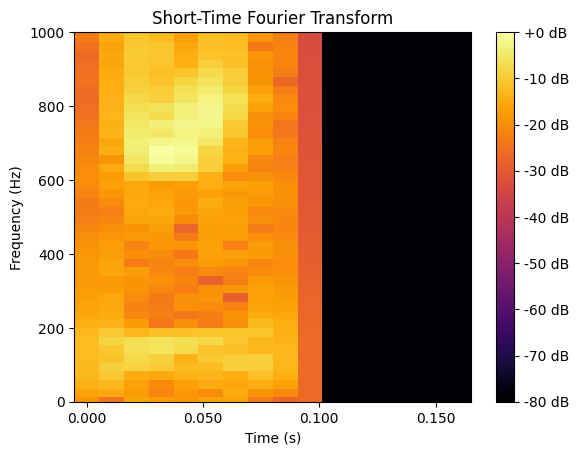 Short-Time Fourier Transform
1000
800
600
400
200
0
Frequency (Hz)
0.000
0.050
0.100
0.150
Time (s)
+0 dB
-10 dB
-20 dB
-30 dB
-40 dB
-50 dB
-60 dB
-70 dB
-80 dB